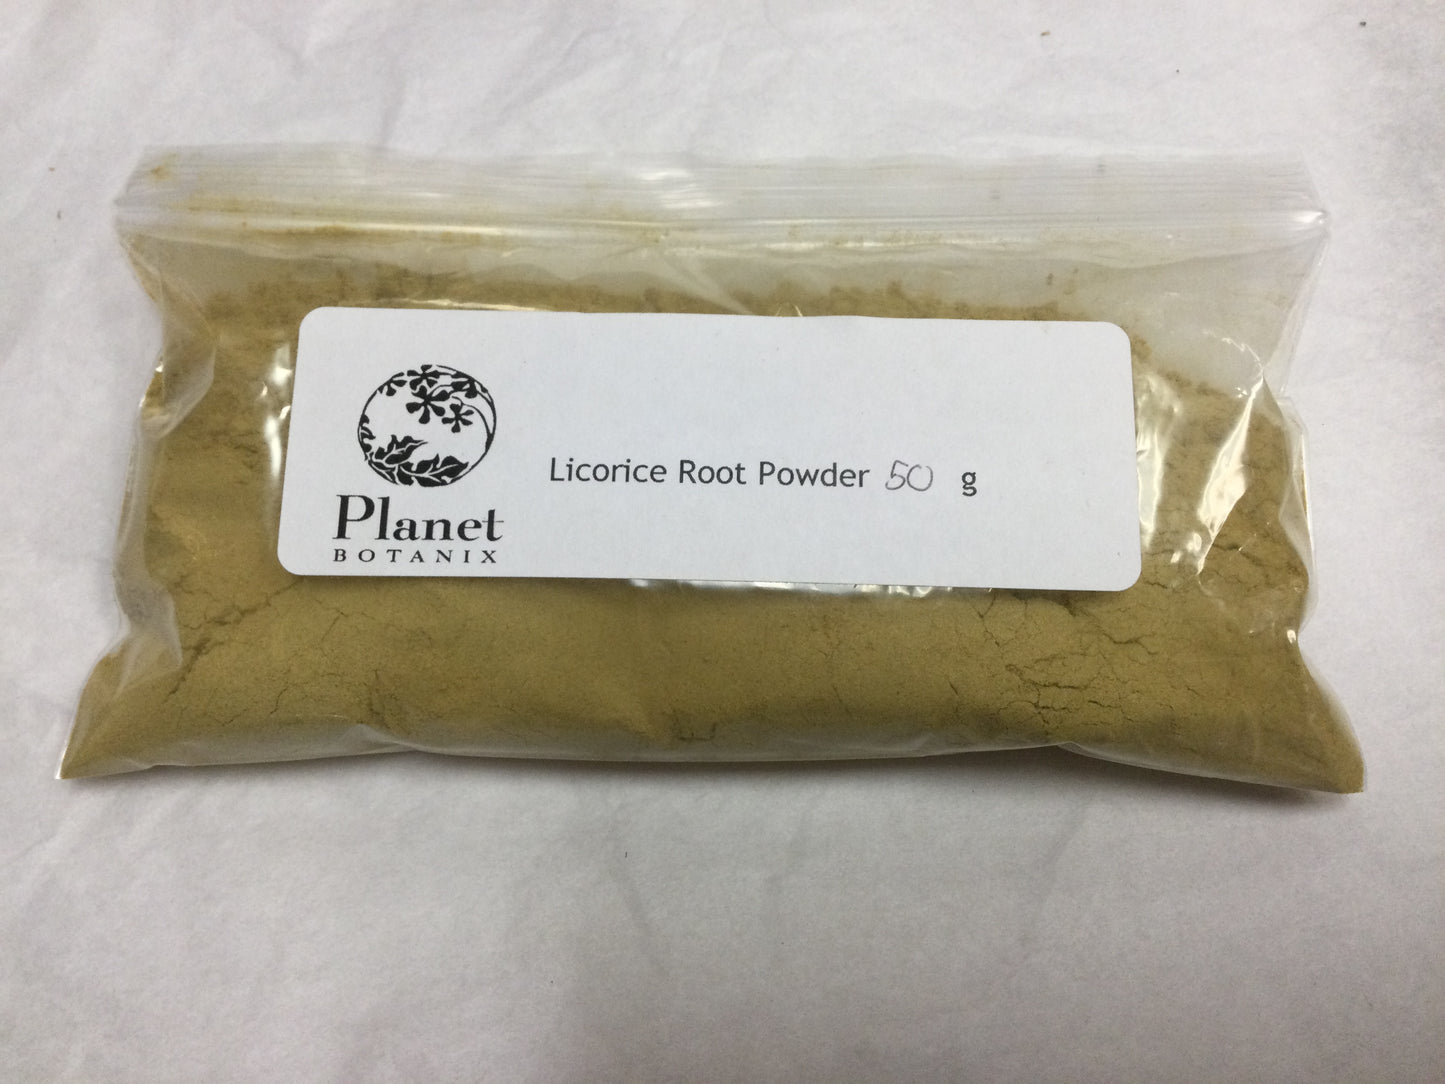 Planet
BOTANIX
Licorice Root Powder 50 g